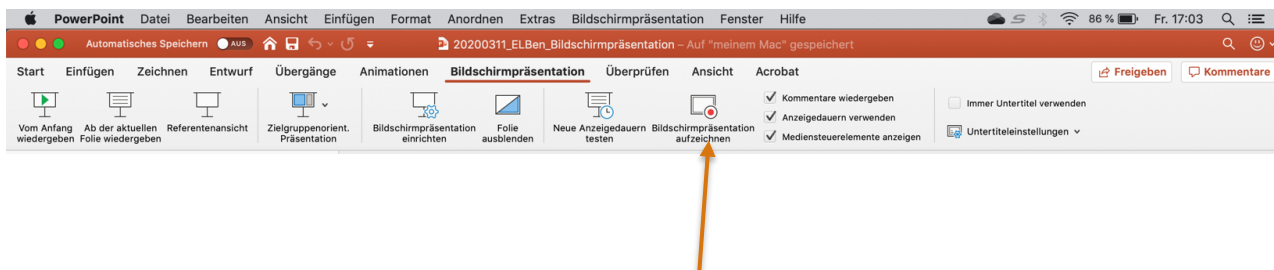 PowerPoint Datei Bearbeiten Ansicht Einfügen Format Anordnen Extras Bildschirmpräsentation Fenster Hilfe 86 % Fr. 17:03
Automatisches Speichern AUS 20200311_ELBen_Bildschirmpräsentation – Auf "meinem Mac" gespeichert
Start Einfügen Zeichnen Entwurf Übergänge Animationen Bildschirmpräsentation Überprüfen Ansicht Acrobat Freigeben Kommentare
Vom Anfang wiedergeben
Ab der aktuellen Folie wiedergeben
Referentenansicht
Zielgruppenorient. Präsentation
Bildschirmpräsentation einrichten
Folie ausblenden
Neue Anzeigedauern testen
Bildschirmpräsentation aufzeichnen
Kommentare wiedergeben
Anzeigedauern verwenden
Mediensteuerelemente anzeigen
Immer Untertitel verwenden
Untertiteleinstellungen